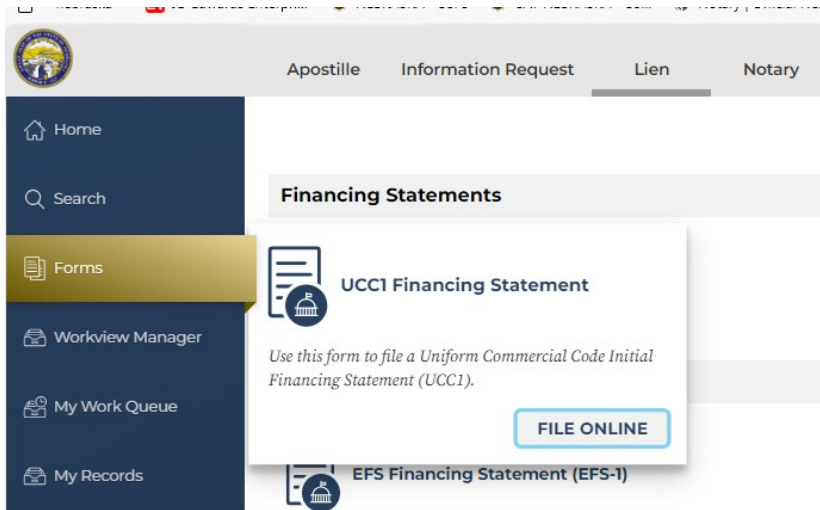 Apostille Information Request Lien Notary
Home
Search
Financing Statements
Forms
UCC1 Financing Statement
Workview Manager
Use this form to file a Uniform Commercial Code Initial
Financing Statement (UCC1).
My Work Queue
FILE ONLINE
My Records
EFS Financing Statement (EFS-1)